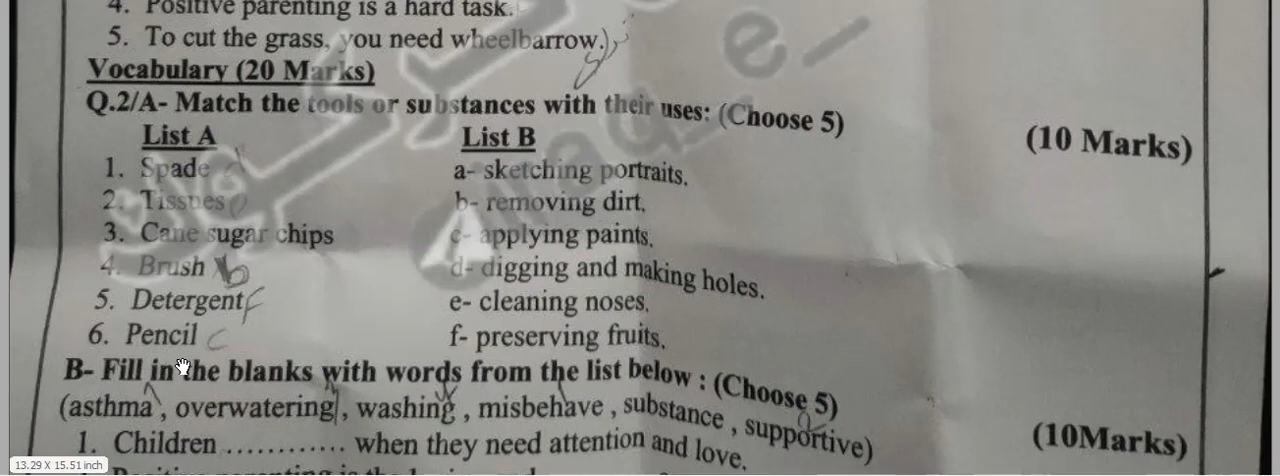 4. Positive parenting is a hard task.
5. To cut the grass, you need wheelbarrow.)
Vocabulary (20 Marks)
Q.2/A- Match the tools or substances with their uses: (Choose 5) (10 Marks)
List A List B
1. Spade d a- sketching portraits.
2. Tissues b- removing dirt.
3. Cane sugar chips c- applying paints.
4. Brush b d- digging and making holes.
5. Detergent f e- cleaning noses.
6. Pencil c f- preserving fruits.
B- Fill in the blanks with words from the list below : (Choose 5) (10Marks)
(asthma , overwatering , washing , misbehave , substance , supportive)
1. Children ............ when they need attention and love.
13.29 X 15.51 inch